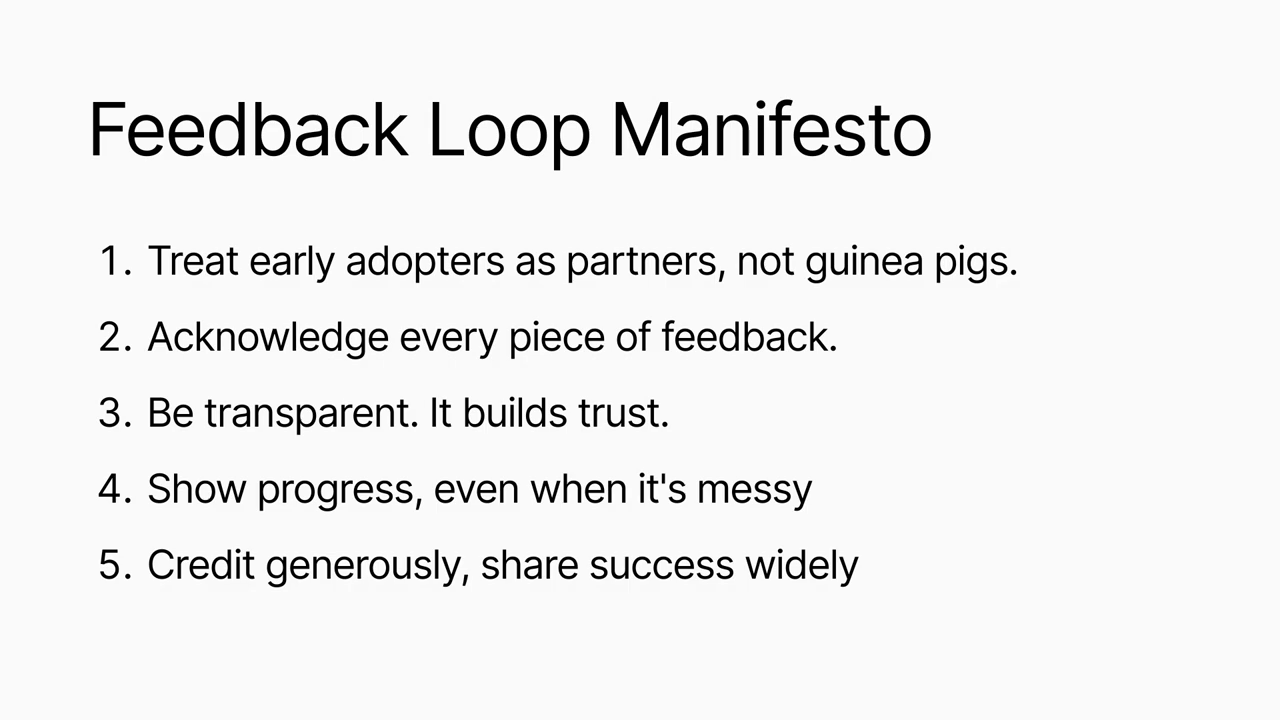 Feedback Loop Manifesto
1. Treat early adopters as partners, not guinea pigs.
2. Acknowledge every piece of feedback.
3. Be transparent. It builds trust.
4. Show progress, even when it's messy
5. Credit generously, share success widely